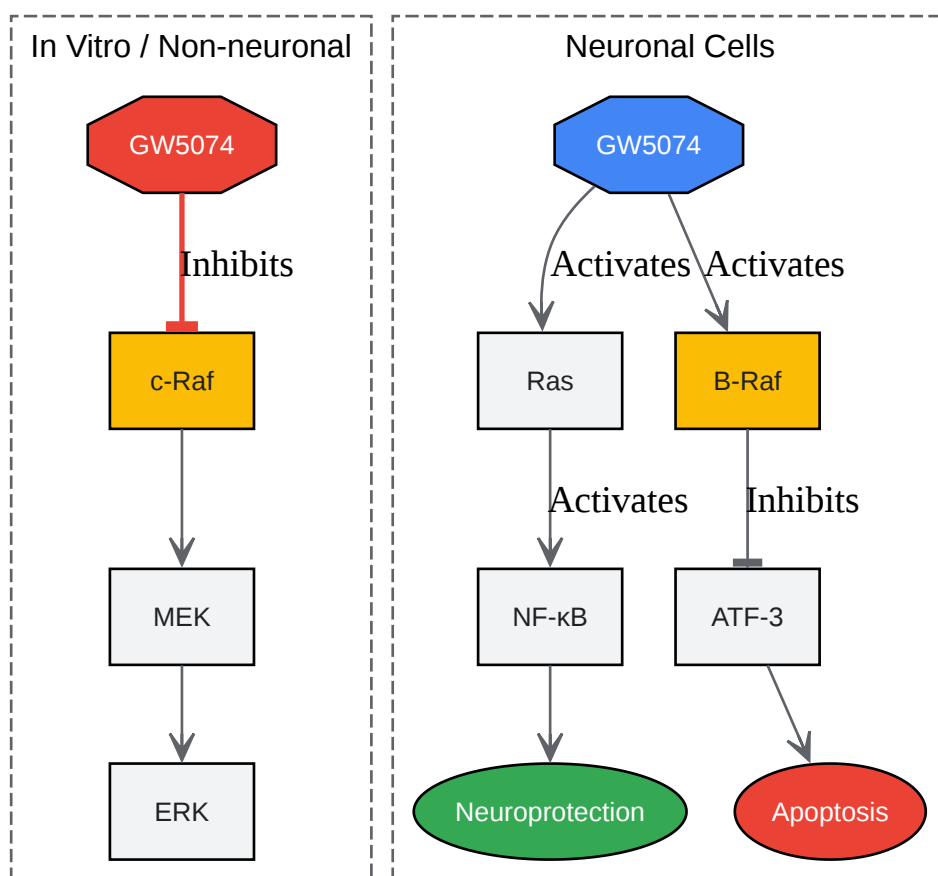 In Vitro / Non-neuronal
GW5074
Inhibits
c-Raf
MEK
ERK
Neuronal Cells
GW5074
Activates
Activates
Ras
B-Raf
Activates
Inhibits
NF-κB
ATF-3
Neuroprotection
Apoptosis